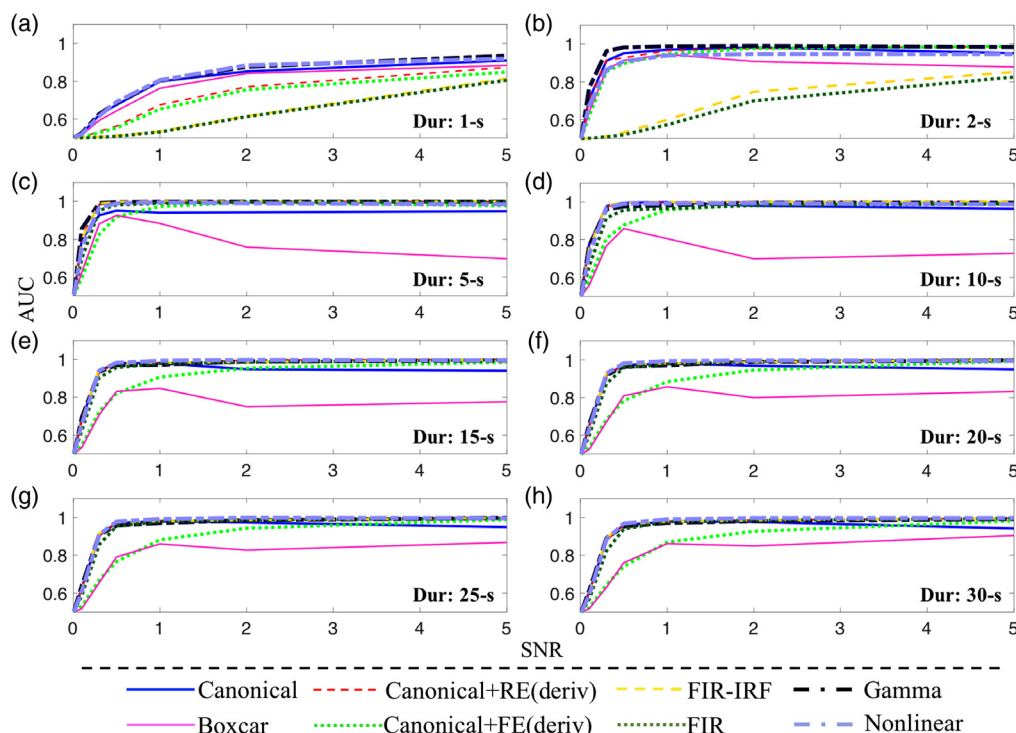 (a)
(b)
1
0.8
0.6
Dur: 1-s
0 1 2 3 4 5
1
0.8
0.6
Dur: 2-s
0 1 2 3 4 5
(c)
(d)
1
0.8
0.6
Dur: 5-s
0 1 2 3 4 5
1
0.8
0.6
Dur: 10-s
0 1 2 3 4 5
AUC
(e)
(f)
1
0.8
0.6
Dur: 15-s
0 1 2 3 4 5
1
0.8
0.6
Dur: 20-s
0 1 2 3 4 5
(g)
(h)
1
0.8
0.6
Dur: 25-s
0 1 2 3 4 5
1
0.8
0.6
Dur: 30-s
0 1 2 3 4 5
SNR
Canonical Canonical+RE(deriv) FIR-IRF Gamma
Boxcar Canonical+FE(deriv) FIR Nonlinear